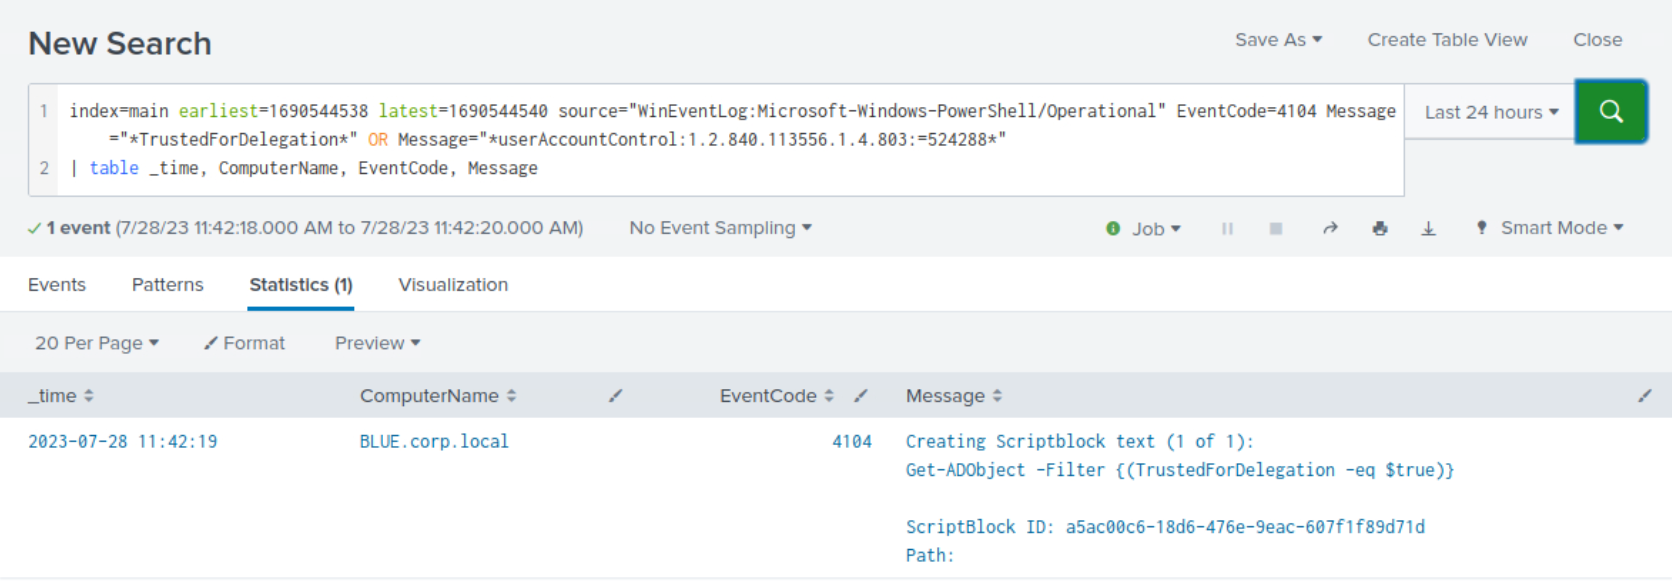 New Search
Save As
Create Table View
Close
1 index=main earliest=1690544538 latest=1690544540 source="WinEventLog:Microsoft-Windows-PowerShell/Operational" EventCode=4104 Message
="*TrustedForDelegation*" OR Message="*userAccountControl:1.2.840.113556.1.4.803:=524288*"
2 | table _time, ComputerName, EventCode, Message
Last 24 hours
1 event (7/28/23 11:42:18.000 AM to 7/28/23 11:42:20.000 AM)
No Event Sampling
Job
Smart Mode
Events
Patterns
Statistics (1)
Visualization
20 Per Page
Format
Preview
_time
ComputerName
EventCode
Message
2023-07-28 11:42:19
BLUE.corp.local
4104
Creating Scriptblock text (1 of 1):
Get-ADObject -Filter {(TrustedForDelegation -eq $true)}
ScriptBlock ID: a5ac00c6-18d6-476e-9eac-607f1f89d71d
Path: